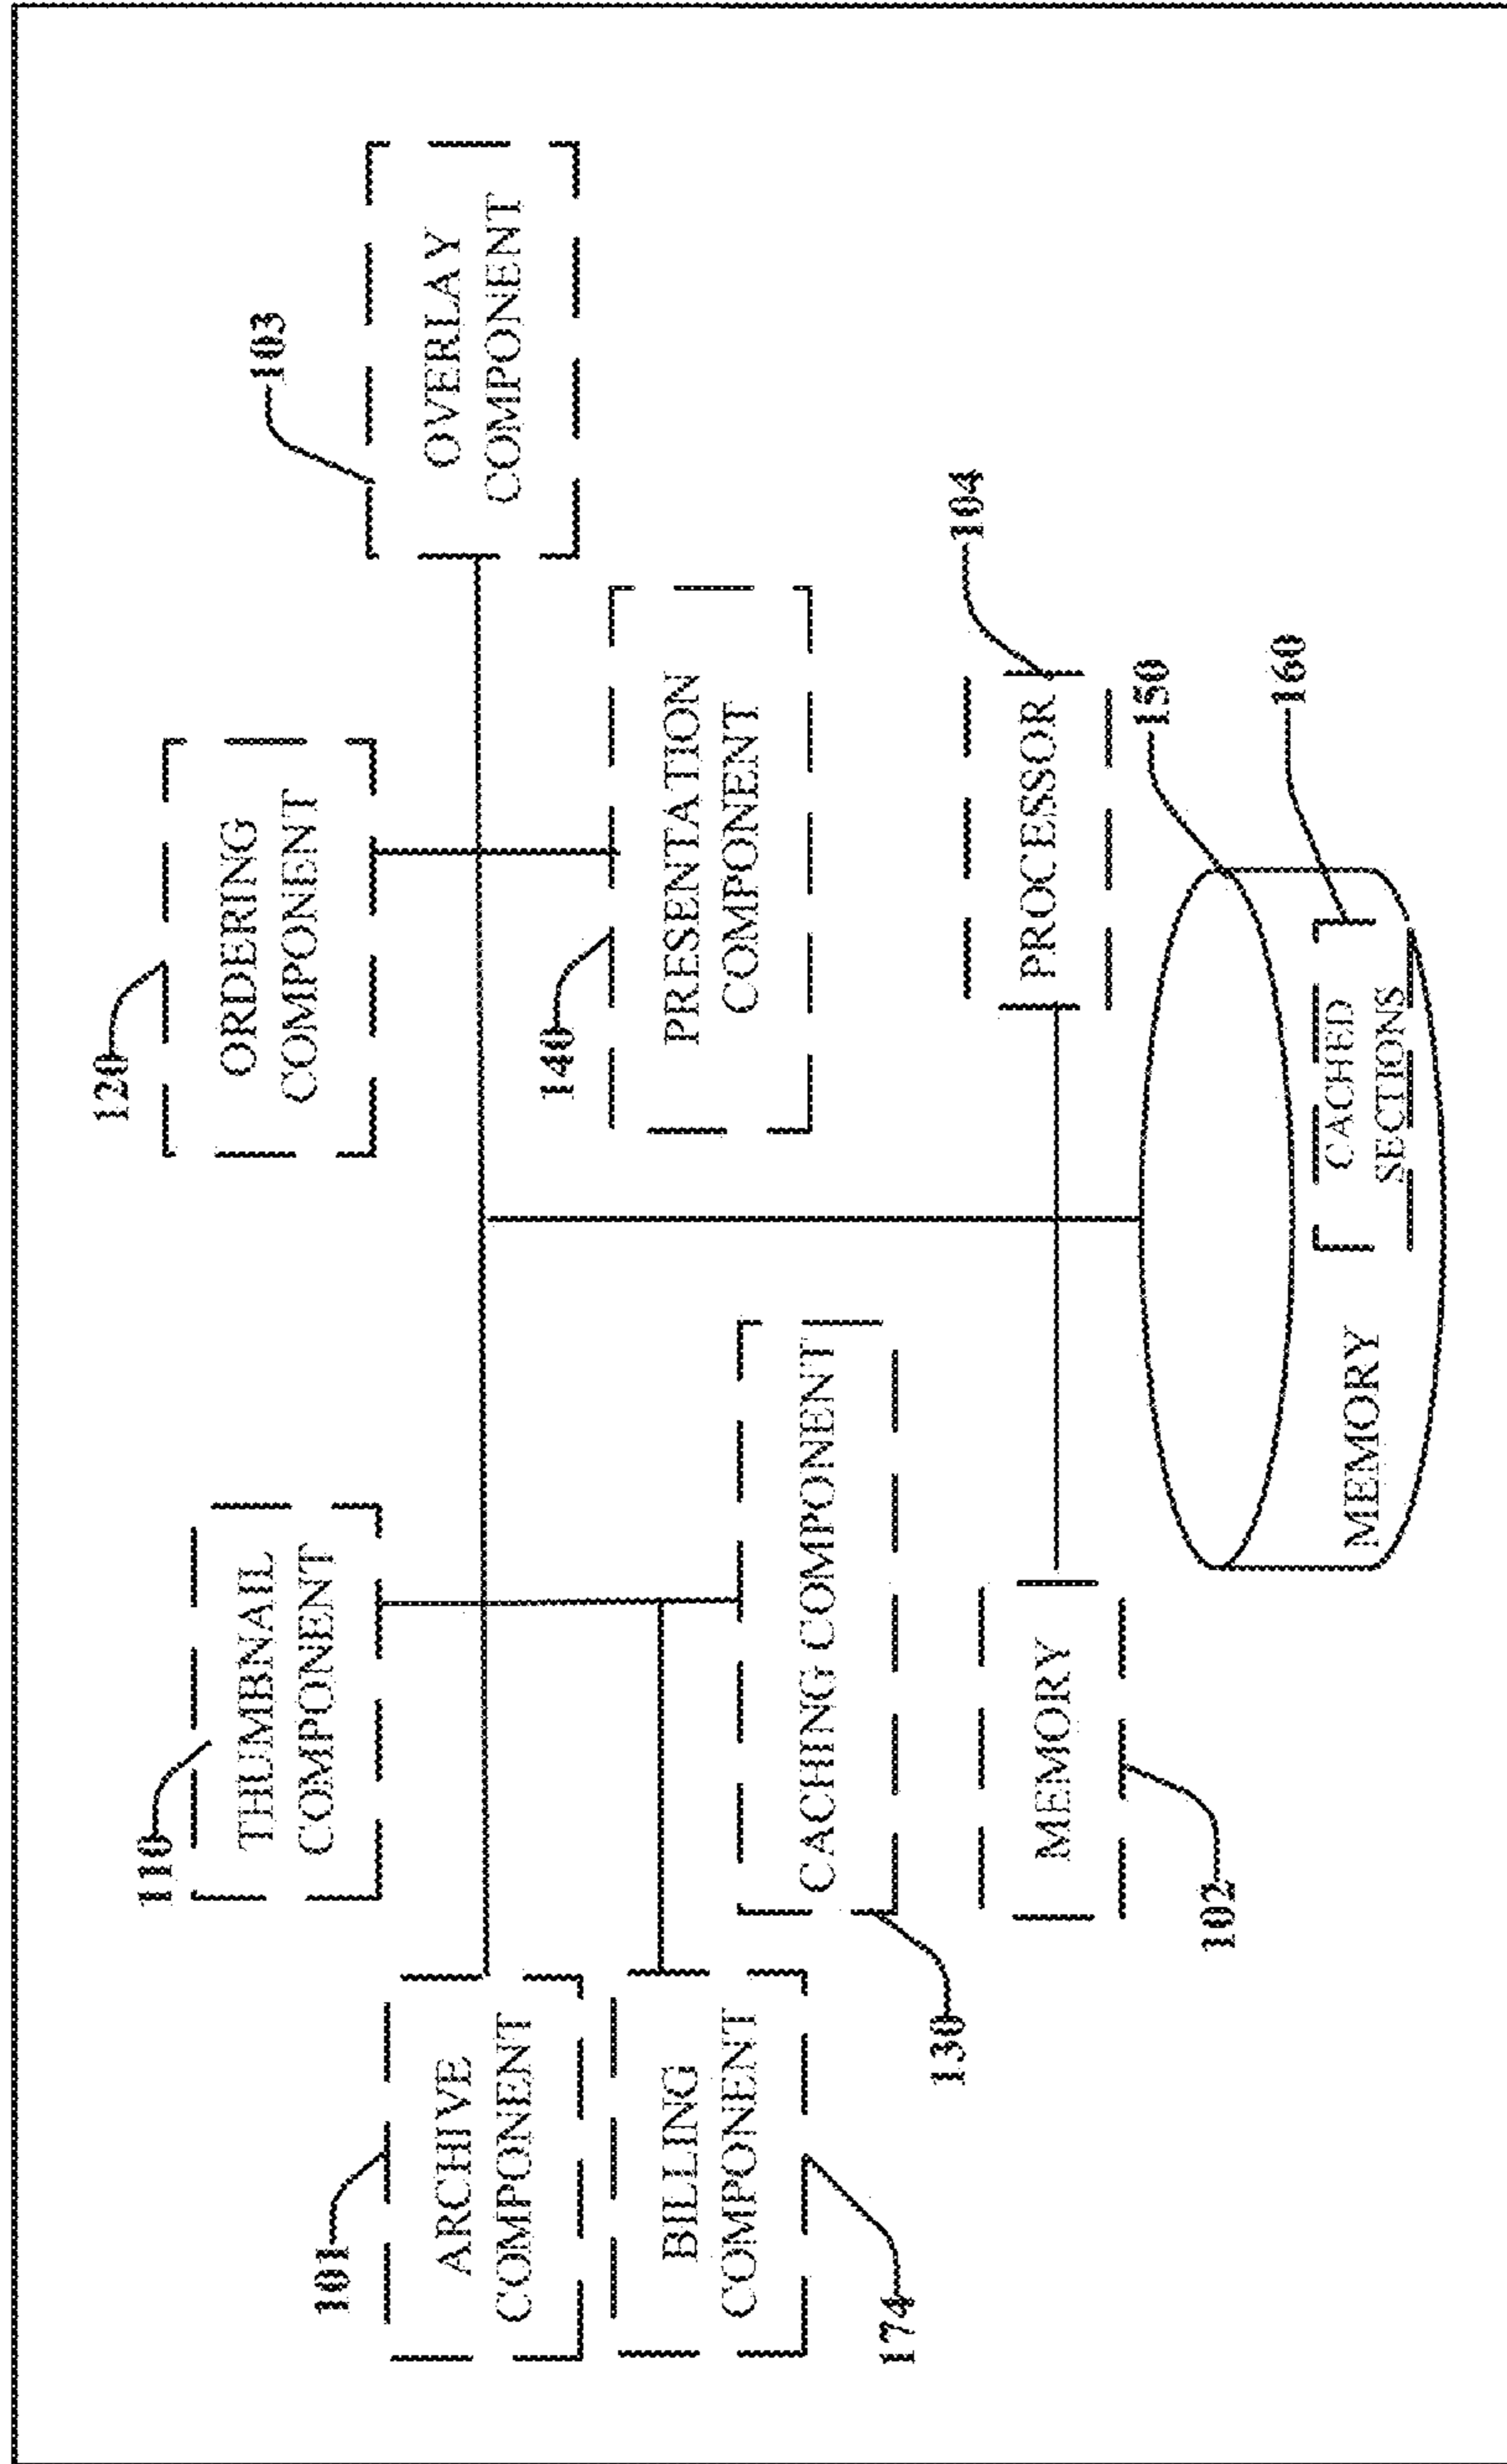 110
THUMBNAIL
COMPONENT
120
ORDERING
COMPONENT
103
OVERLAY
COMPONENT
101
ARCHIVE
COMPONENT
174
BILLING
COMPONENT
140
PRESENTATION
COMPONENT
130
CACHING COMPONENT
104
PROCESSOR
102
MEMORY
150
160
CACHED
SECTIONS
MEMORY